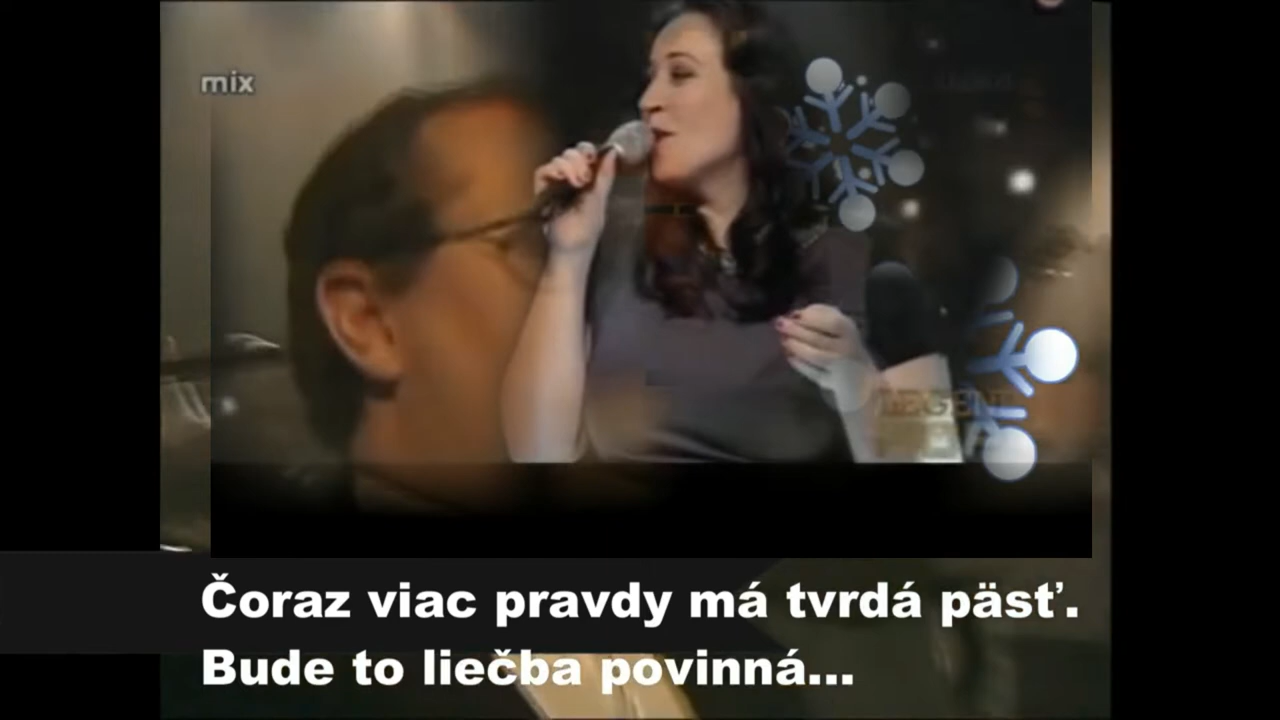 mix
Čoraz viac pravdy má tvrdá päsť.
Bude to liečba povinná...